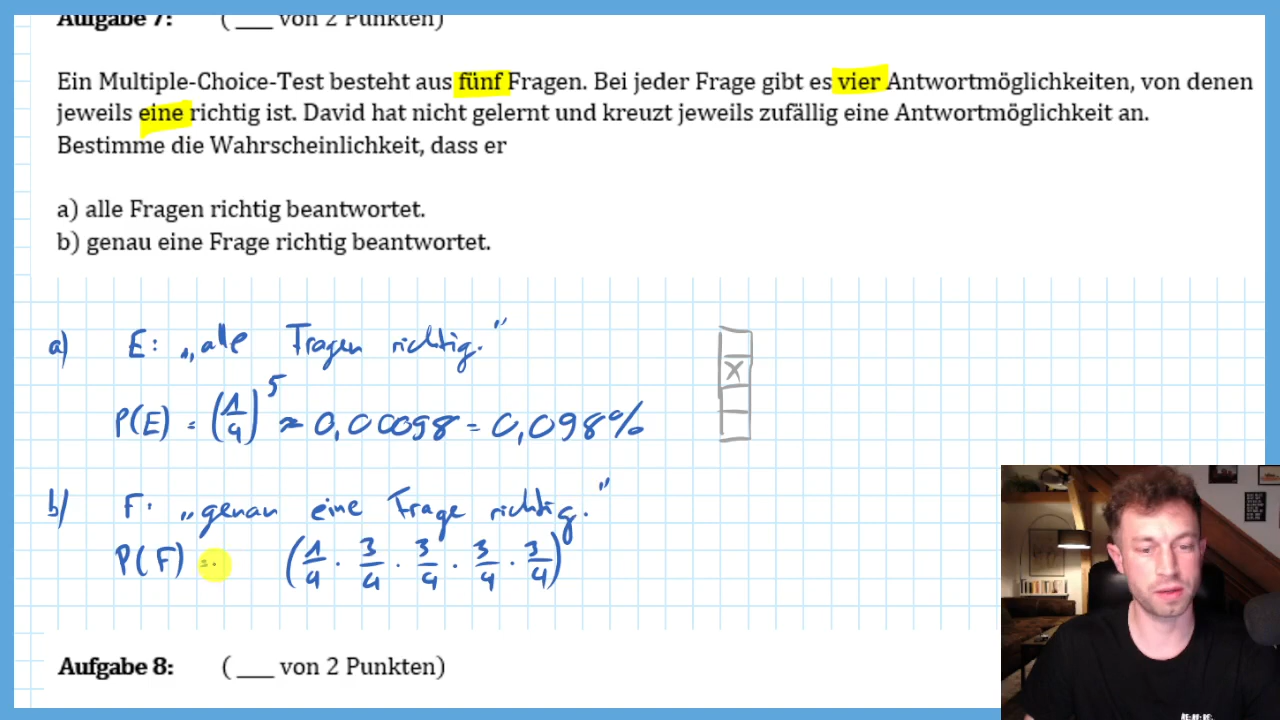 Aufgabe 7: ( ___ von 2 Punkten)
Ein Multiple-Choice-Test besteht aus fünf Fragen. Bei jeder Frage gibt es vier Antwortmöglichkeiten, von denen
jeweils eine richtig ist. David hat nicht gelernt und kreuzt jeweils zufällig eine Antwortmöglichkeit an.
Bestimme die Wahrscheinlichkeit, dass er
a) alle Fragen richtig beantwortet.
b) genau eine Frage richtig beantwortet.
a) E: „alle Fragen richtig."
X
P(E) = (1/4)^5 ≈ 0,00098 = 0,098%
b) F: „genau eine Frage richtig."
P(F) = (1/4 · 3/4 · 3/4 · 3/4 · 3/4)
Aufgabe 8: ( ___ von 2 Punkten)